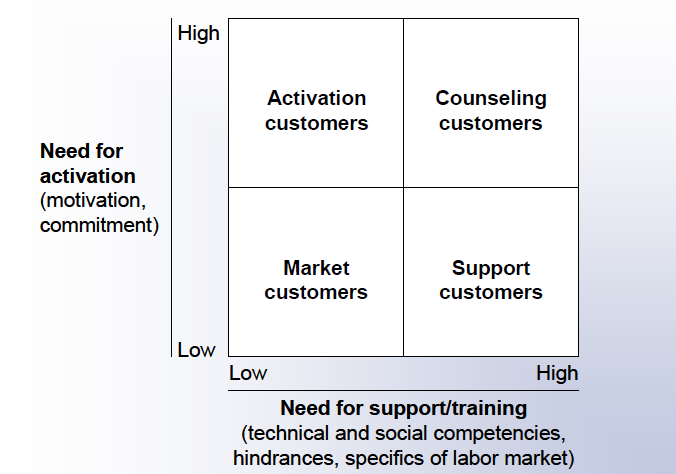 High
Activation
customers
Counseling
customers
Need for
activation
(motivation,
commitment)
Market
customers
Support
customers
Low
Low
High
Need for support/training
(technical and social competencies,
hindrances, specifics of labor market)